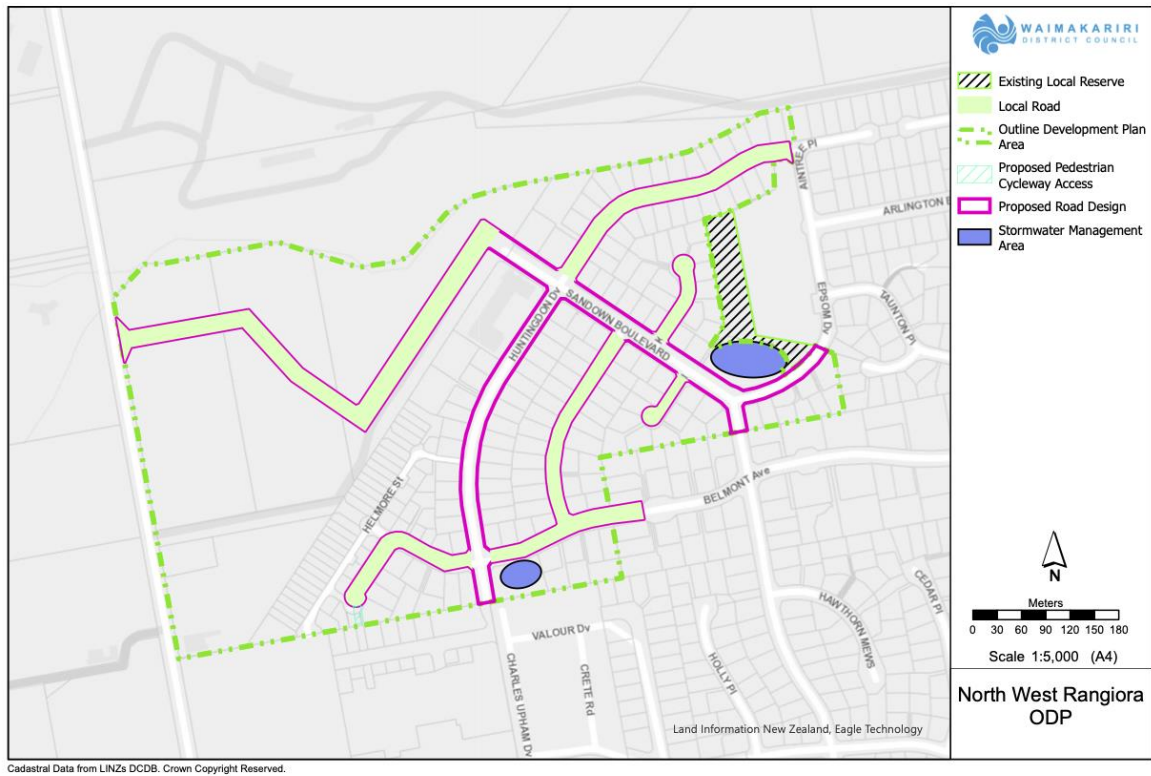 WAIMAKARIRI
DISTRICT COUNCIL
Existing Local Reserve
Local Road
Outline Development Plan
Area
Proposed Pedestrian
Cycleway Access
Proposed Road Design
Stormwater Management
Area
AINTREE Pl
ARLINGTON
EPSOM Dv
TAUNTON Pl
HUNTINGDON Dv
SANDOWN BOULEVARD
BELMONT Ave
HELMORE St
VALOUR Dv
CHARLES UPHAM Dv
CRETE Rd
HOLLY Pl
HAWTHORN MEWS
CEDAR Pl
N
Meters
0 30 60 90 120 150 180
Scale 1:5,000 (A4)
North West Rangiora
ODP
Land Information New Zealand, Eagle Technology
Cadastral Data from LINZs DCDB. Crown Copyright Reserved.